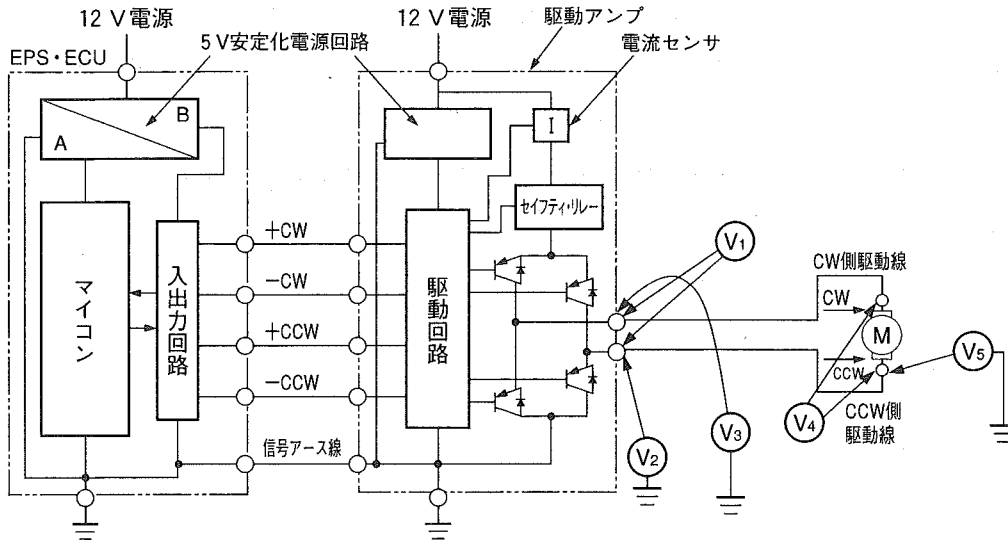 12 V電源
12 V電源
駆動アンプ
5 V安定化電源回路
電流センサ
EPS・ECU
A
B
I
セイフティ・リレー
マイコン
入出力回路
駆動回路
+CW
−CW
+CCW
−CCW
信号アース線
V1
V2
V3
V4
V5
CW側駆動線
CW
M
CCW
CCW側
駆動線